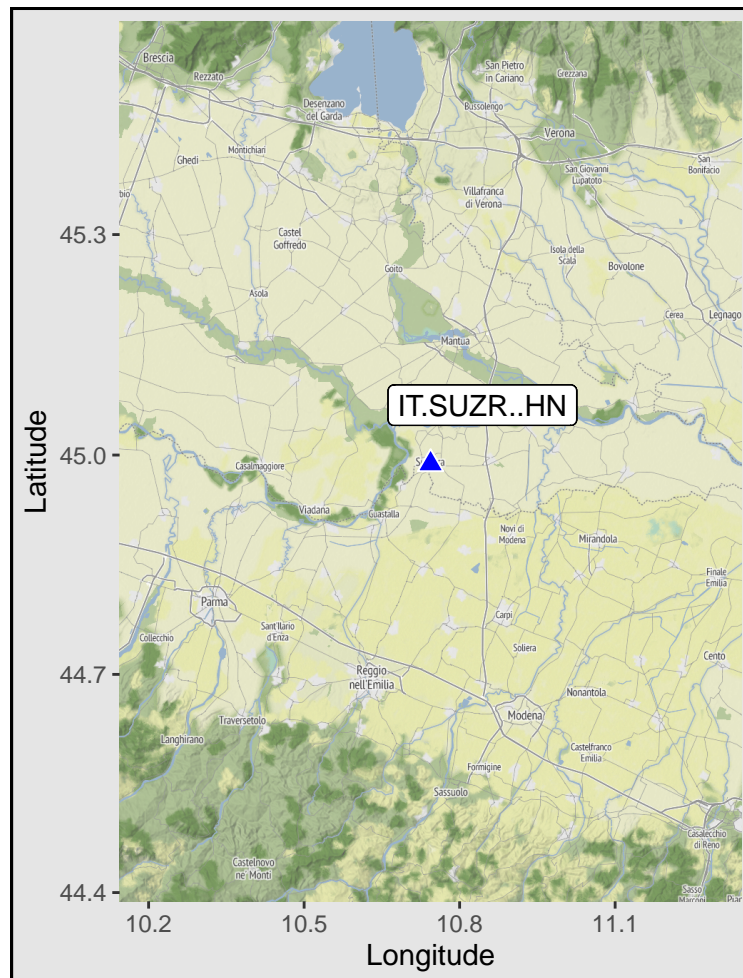 Brescia
Rezzato
San Pietro
in Cariano
Grezzana
Desenzano
del Garda
Bussolengo
Verona
Ghedi
Montichiari
San Giovanni
Lupatoto
San
Bonifacio
Villafranca
di Verona
Castel
Goffredo
Isola della
Scala
Bovolone
Goito
Asola
Cerea
Legnago
Mantua
IT.SUZR..HN
Casalmaggiore
Viadana
Guastalla
Novi di
Modena
Mirandola
Finale
Emilia
Parma
Carpi
Sant'Ilario
d'Enza
Collecchio
Soliera
Cento
Reggio
nell'Emilia
Nonantola
Traversetolo
Modena
Langhirano
Castelfranco
Emilia
Formigine
Sassuolo
Casalecchio
di Reno
Castelnovo
ne' Monti
Sasso
Marconi
45.3
45.0
44.7
44.4
Latitude
10.2
10.5
10.8
11.1
Longitude